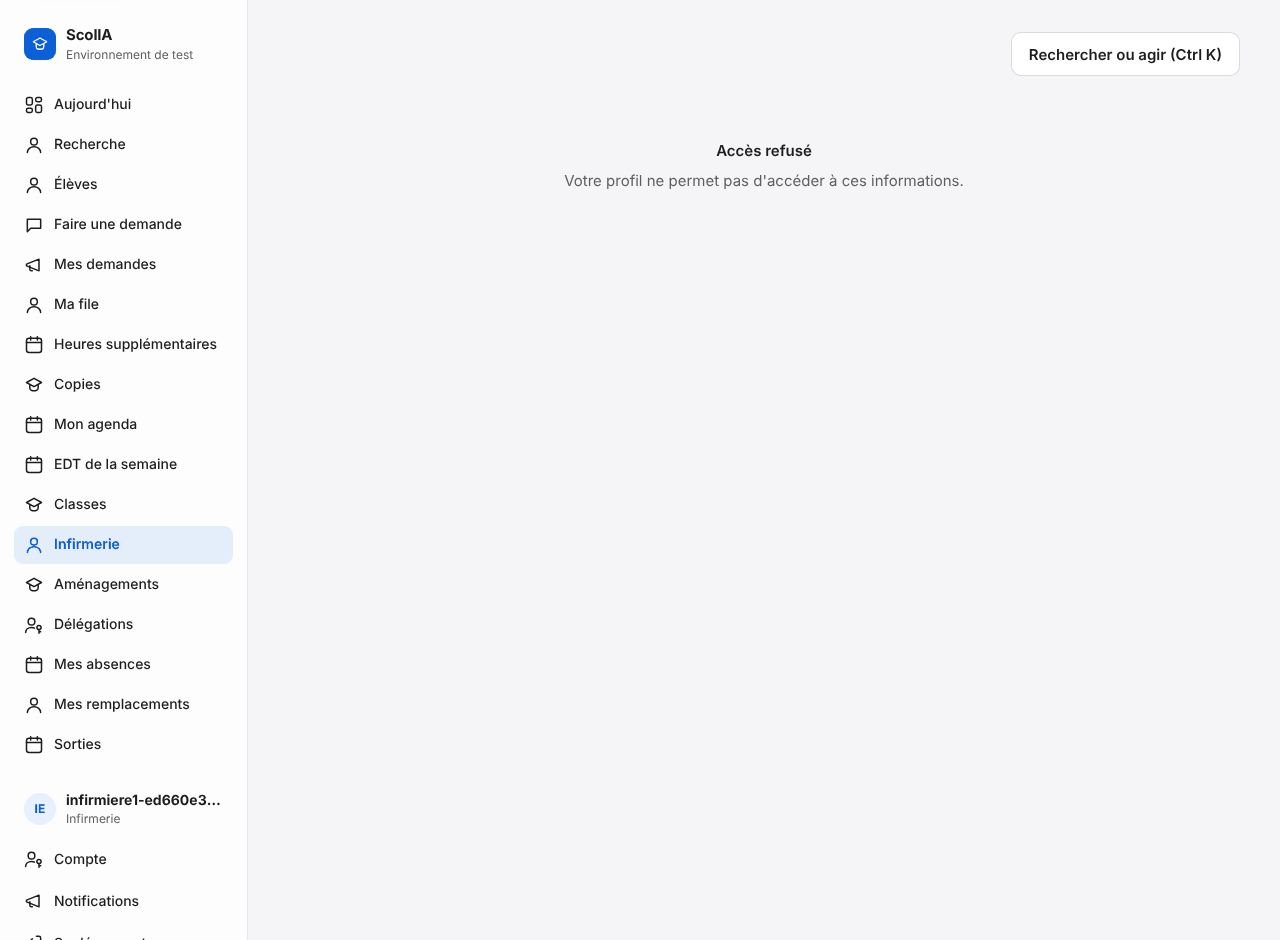 ScolIA
Environnement de test
Rechercher ou agir (Ctrl K)
Aujourd'hui
Recherche
Élèves
Faire une demande
Mes demandes
Ma file
Heures supplémentaires
Copies
Mon agenda
EDT de la semaine
Classes
Infirmerie
Aménagements
Délégations
Mes absences
Mes remplacements
Sorties
IE
infirmiere1-ed660e3...
Infirmerie
Compte
Notifications
Accès refusé
Votre profil ne permet pas d'accéder à ces informations.